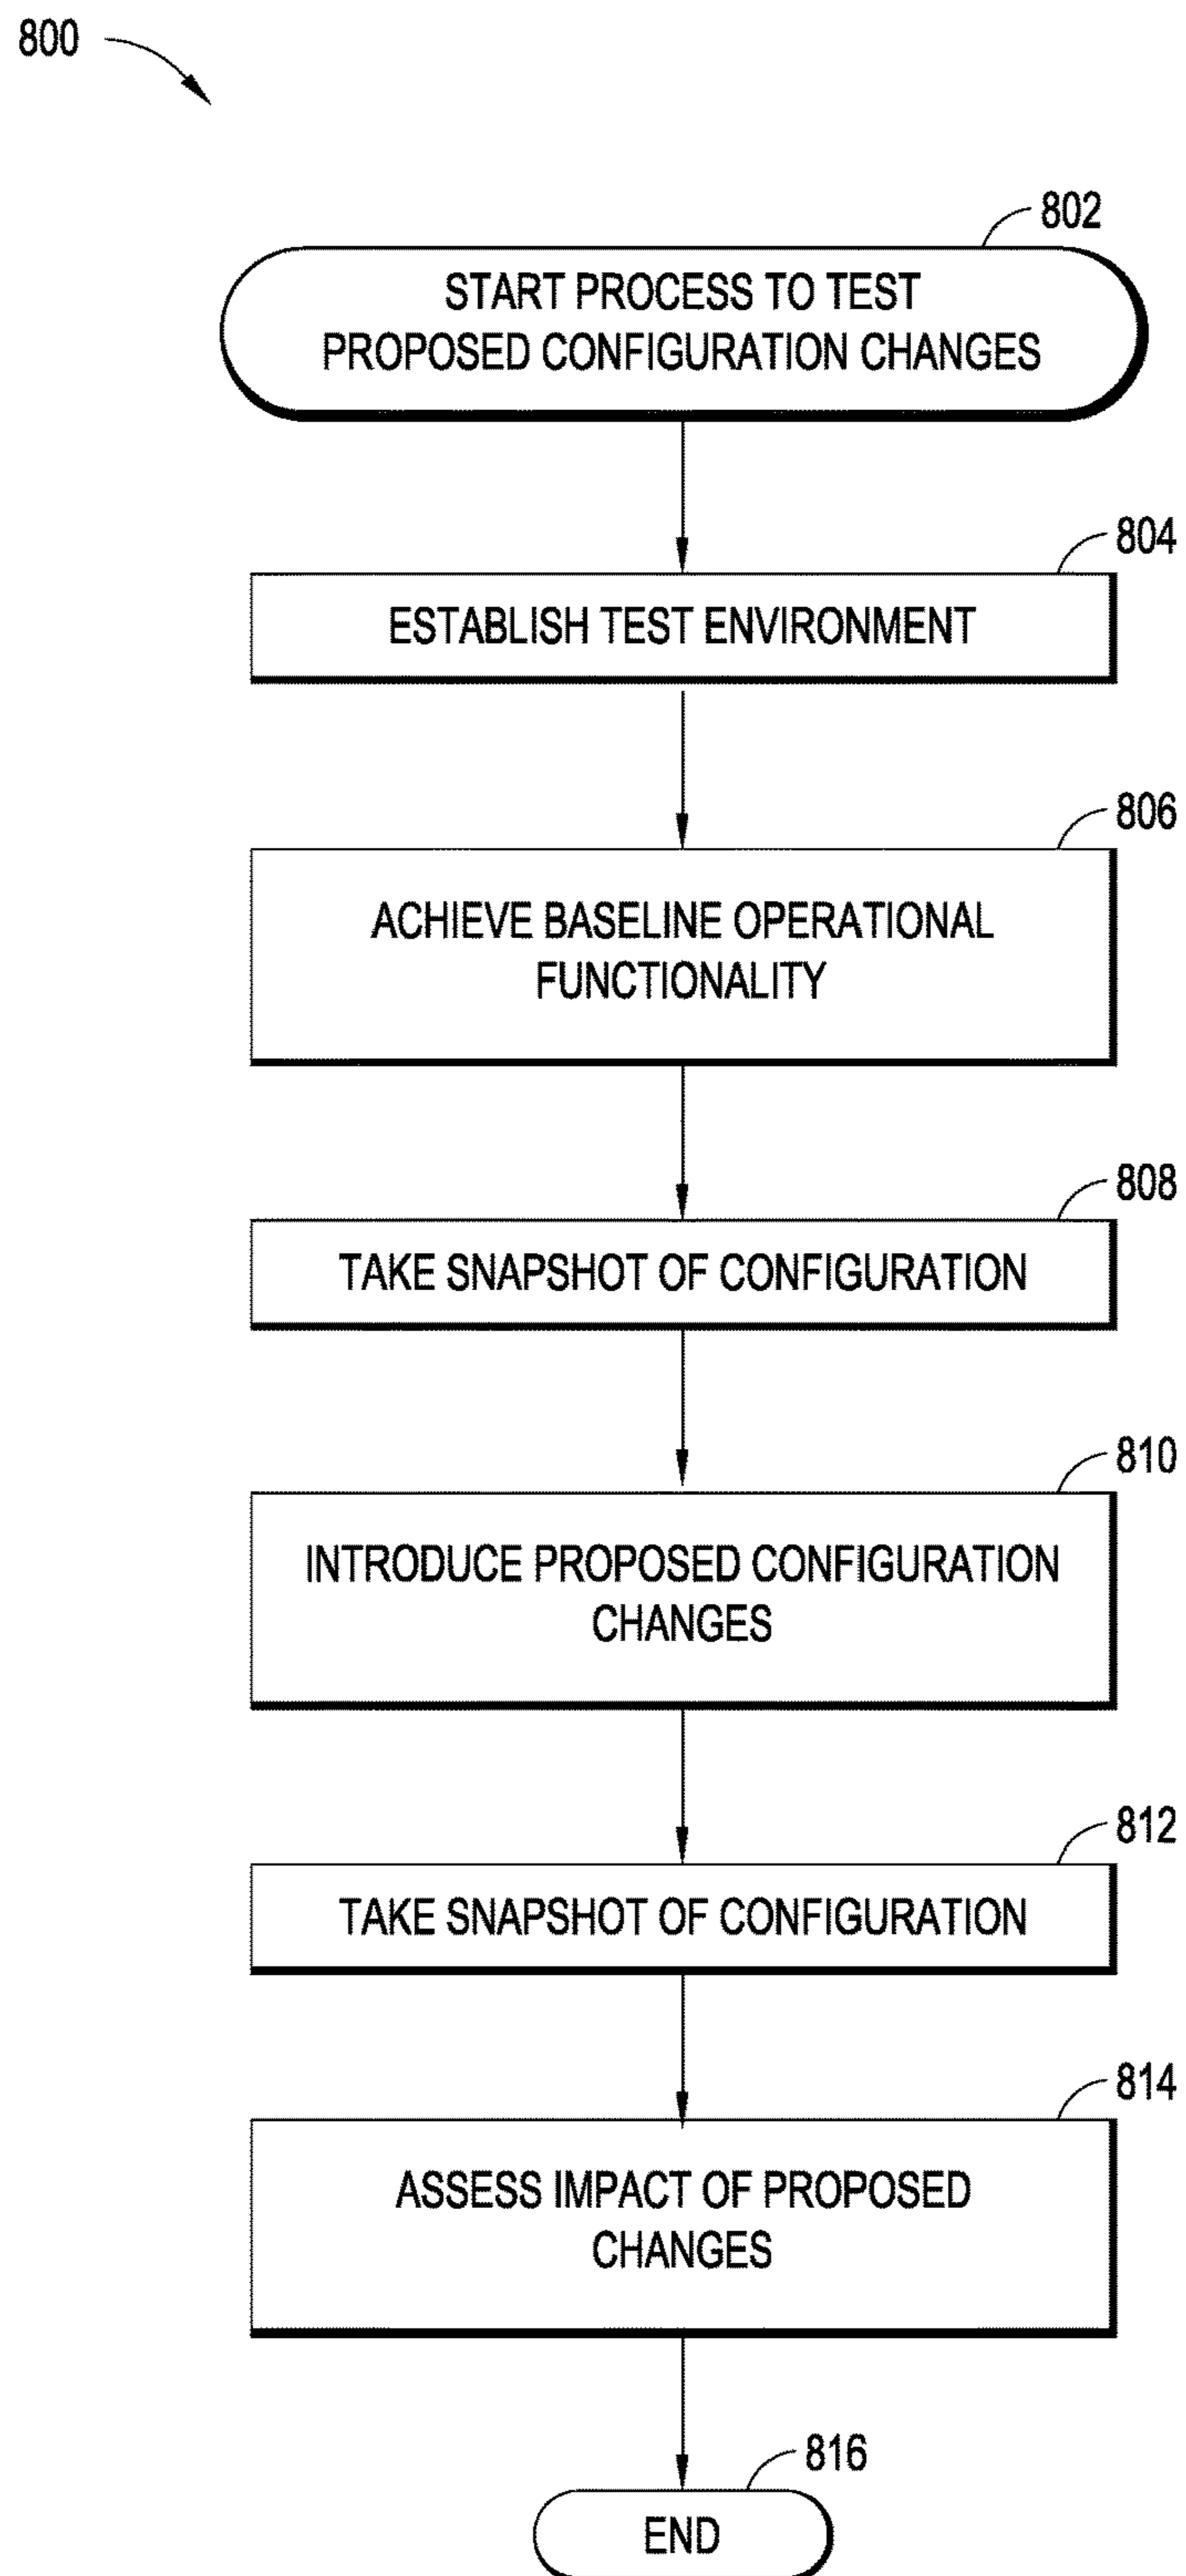 800
802
START PROCESS TO TEST
PROPOSED CONFIGURATION CHANGES
804
ESTABLISH TEST ENVIRONMENT
806
ACHIEVE BASELINE OPERATIONAL
FUNCTIONALITY
808
TAKE SNAPSHOT OF CONFIGURATION
810
INTRODUCE PROPOSED CONFIGURATION
CHANGES
812
TAKE SNAPSHOT OF CONFIGURATION
814
ASSESS IMPACT OF PROPOSED
CHANGES
816
END